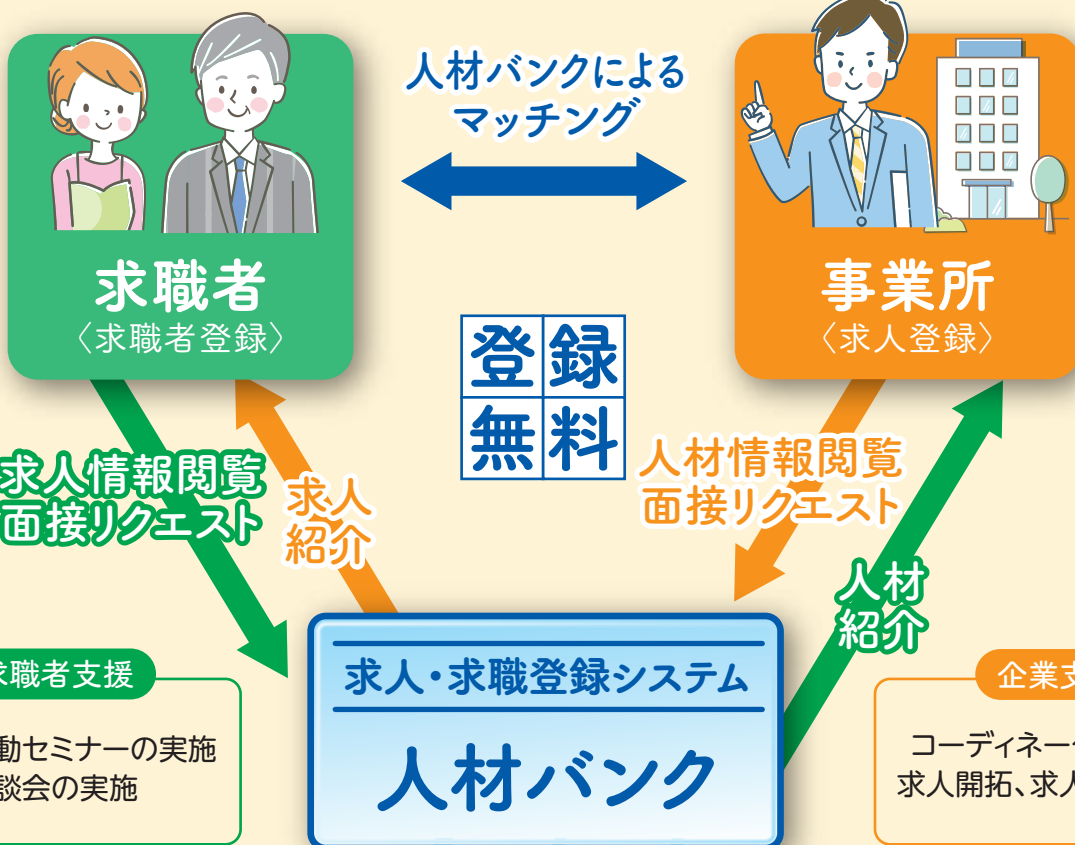 人材バンクによる
マッチング
求職者
〈求職者登録〉
事業所
〈求人登録〉
登録
無料
求人情報閲覧
面接リクエスト
求人
紹介
人材情報閲覧
面接リクエスト
人材
紹介
求人・求職登録システム
人材バンク
求職者支援
動セミナーの実施
談会の実施
企業支
コーディネー
求人開拓、求人